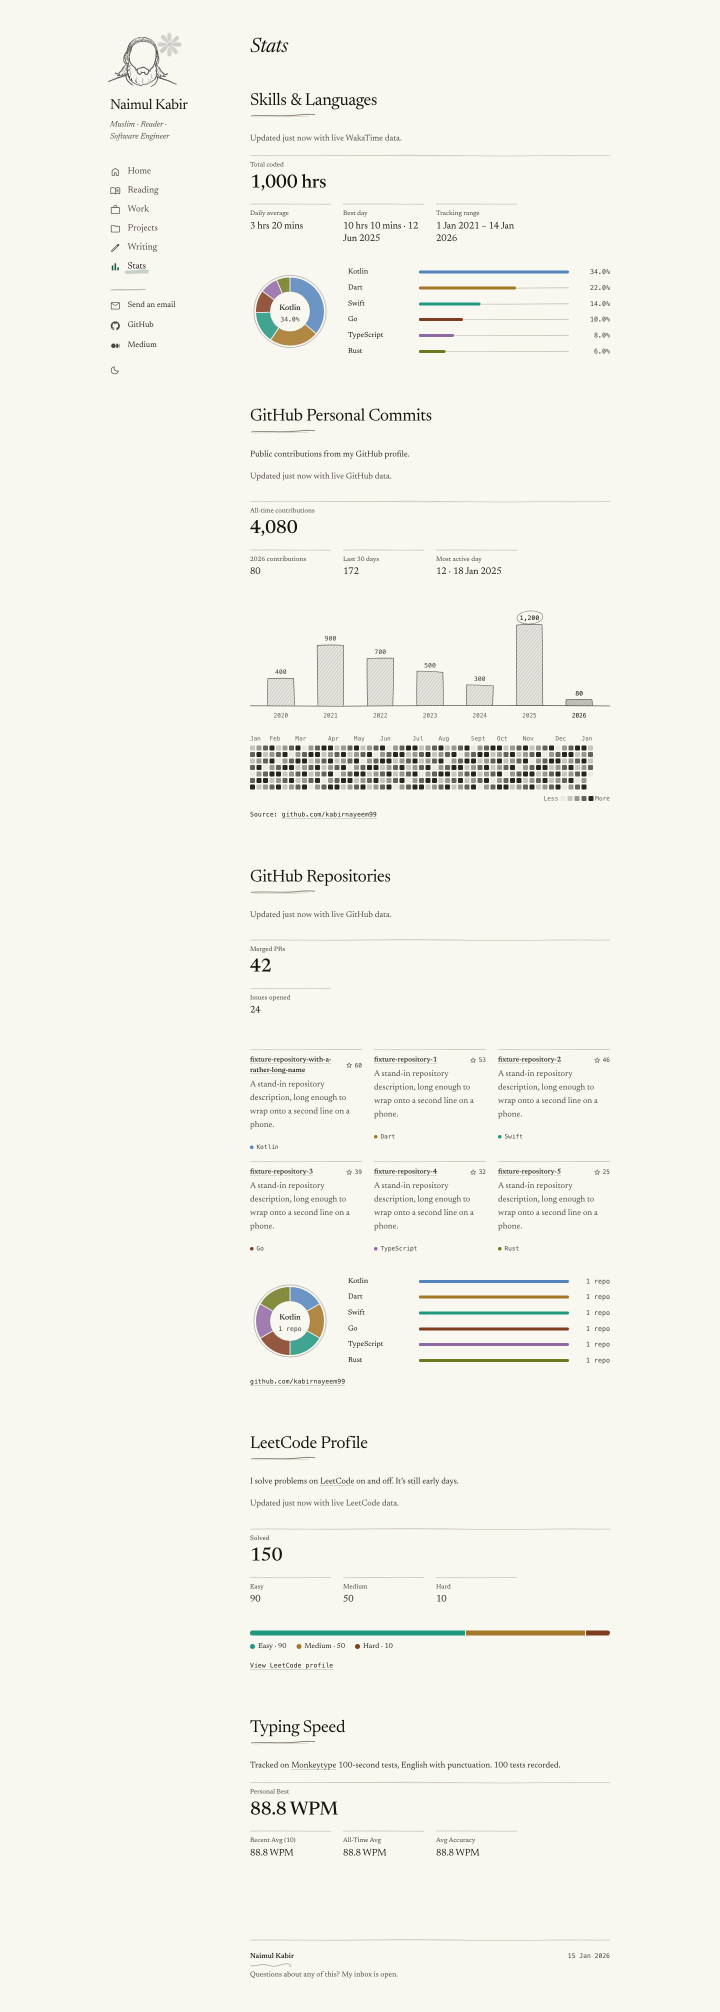 Naimul Kabir
Muslim · Reader ·
Software Engineer
Home
Reading
Work
Projects
Writing
Stats
Send an email
GitHub
Medium
Stats
Skills & Languages
Updated just now with live WakaTime data.
Total coded
1,000 hrs
Daily average
3 hrs 20 mins
Best day
10 hrs 10 mins · 12
Jun 2025
Tracking range
1 Jan 2021 – 14 Jan
2026
Kotlin
34.0%
Kotlin 34.0%
Dart 22.0%
Swift 14.0%
Go 10.0%
TypeScript 8.0%
Rust 6.0%
GitHub Personal Commits
Public contributions from my GitHub profile.
Updated just now with live GitHub data.
All-time contributions
4,080
2026 contributions
80
Last 30 days
172
Most active day
12 · 18 Jan 2025
400 900 700 500 300 1,200 80
2020 2021 2022 2023 2024 2025 2026
Jan Feb Mar Apr May Jun Jul Aug Sept Oct Nov Dec Jan
Less More
Source: github.com/kabirnayeem99
GitHub Repositories
Updated just now with live GitHub data.
Merged PRs
42
Issues opened
24
fixture-repository-with-a-
rather-long-name
60
A stand-in repository
description, long enough to
wrap onto a second line on a
phone.
Kotlin
fixture-repository-1 53
A stand-in repository
description, long enough to
wrap onto a second line on a
phone.
Dart
fixture-repository-2 46
A stand-in repository
description, long enough to
wrap onto a second line on a
phone.
Swift
fixture-repository-3 39
A stand-in repository
description, long enough to
wrap onto a second line on a
phone.
Go
fixture-repository-4 32
A stand-in repository
description, long enough to
wrap onto a second line on a
phone.
TypeScript
fixture-repository-5 25
A stand-in repository
description, long enough to
wrap onto a second line on a
phone.
Rust
Kotlin
1 repo
Kotlin 1 repo
Dart 1 repo
Swift 1 repo
Go 1 repo
TypeScript 1 repo
Rust 1 repo
github.com/kabirnayeem99
LeetCode Profile
I solve problems on LeetCode on and off. It's still early days.
Updated just now with live LeetCode data.
Solved
150
Easy
90
Medium
50
Hard
10
Easy · 90 Medium · 50 Hard · 10
View LeetCode profile
Typing Speed
Tracked on Monkeytype 100-second tests, English with punctuation. 100 tests recorded.
Personal Best
88.8 WPM
Recent Avg (10)
88.8 WPM
All-Time Avg
88.8 WPM
Avg Accuracy
88.8 WPM
Naimul Kabir 15 Jan 2026
Questions about any of this? My inbox is open.